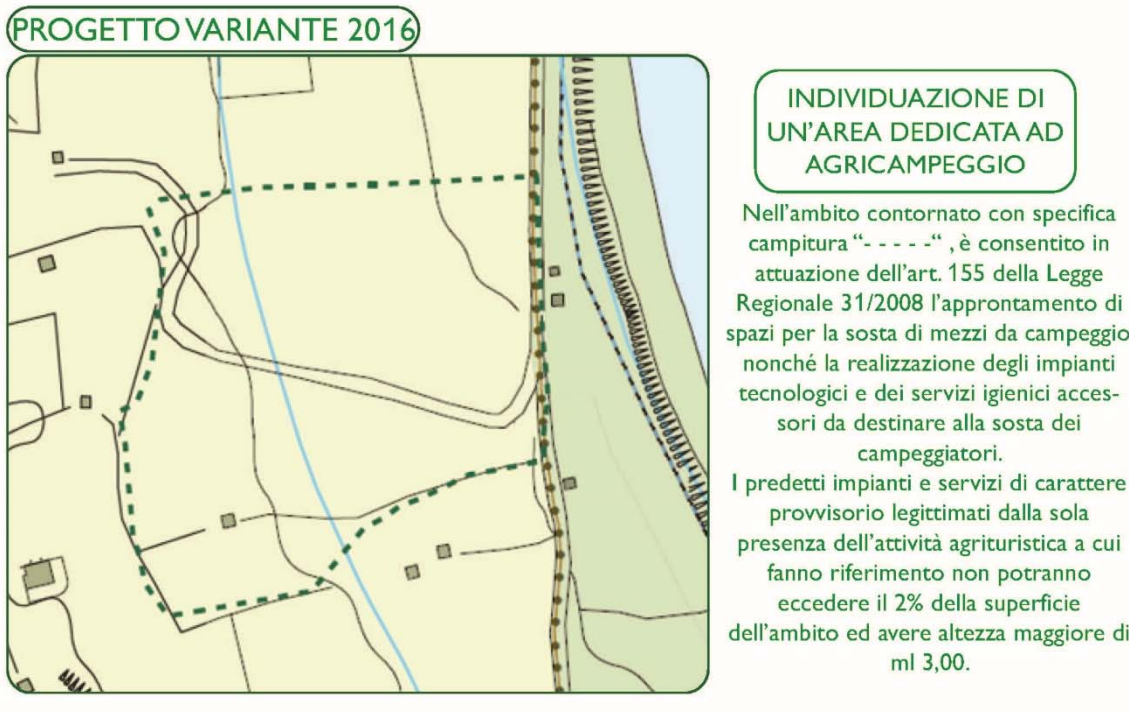 PROGETTO VARIANTE 2016
INDIVIDUAZIONE DI
UN'AREA DEDICATA AD
AGRICAMPEGGIO
Nell'ambito contornato con specifica
campitura “- - - - -“ , è consentito in
attuazione dell'art. 155 della Legge
Regionale 31/2008 l'approntamento di
spazi per la sosta di mezzi da campeggio
nonché la realizzazione degli impianti
tecnologici e dei servizi igienici acces-
sori da destinare alla sosta dei
campeggiatori.
I predetti impianti e servizi di carattere
provvisorio legittimati dalla sola
presenza dell'attività agrituristica a cui
fanno riferimento non potranno
eccedere il 2% della superficie
dell'ambito ed avere altezza maggiore di
ml 3,00.